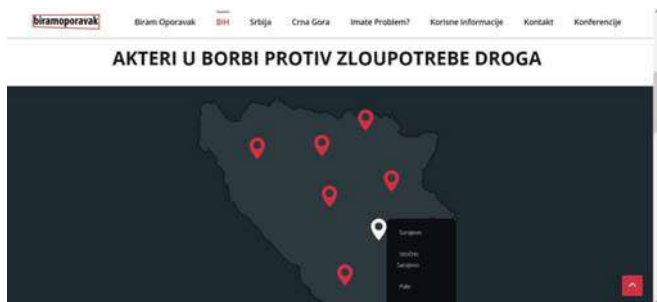 biramoporavak
Biram Oporavak BIH Srbija Crna Gora Imate Problem? Korisne Informacije Kontakt Konferencije
AKTERI U BORBI PROTIV ZLOUPOTREBE DROGA
Sarajevo
Istočno
Sarajevo
Pale